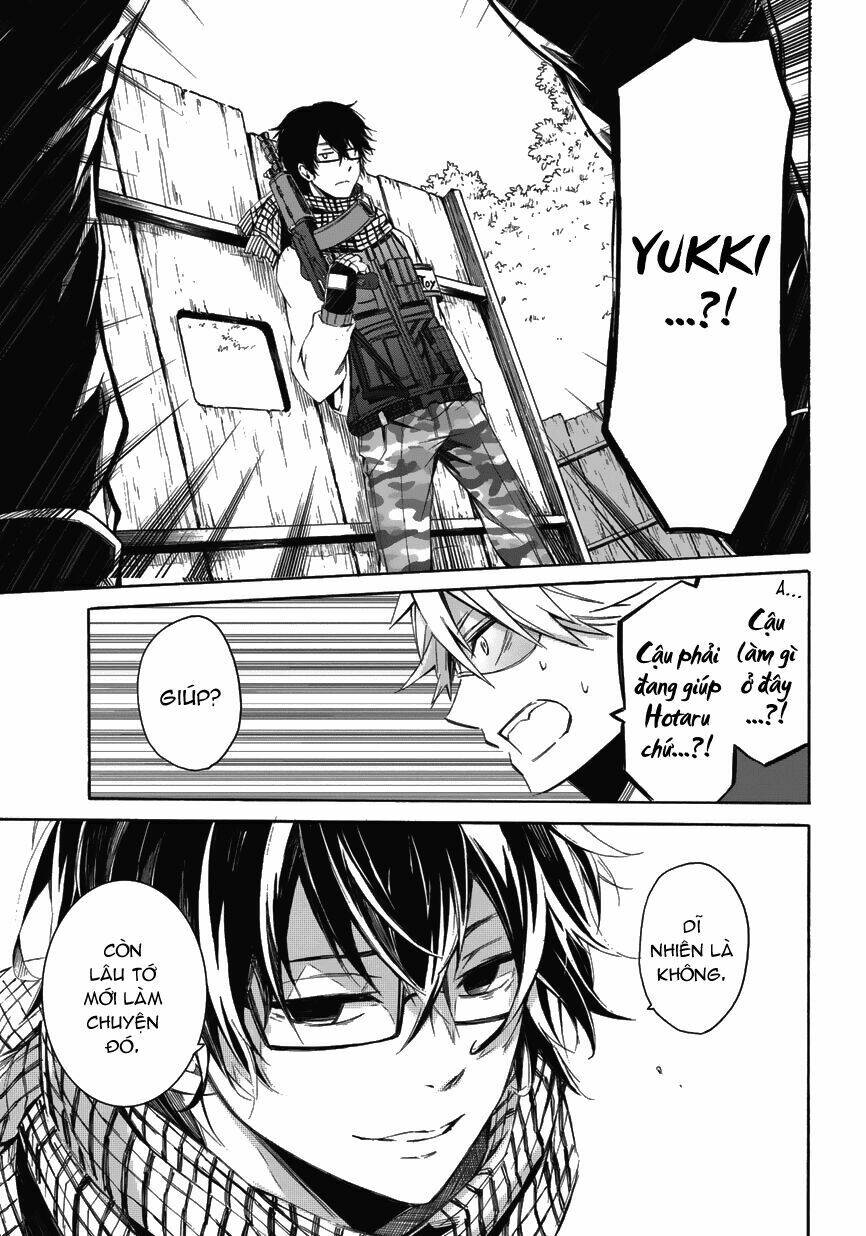 YUKKI
...?!
A...
Cậu
làm gì
ở đây
...?!
Cậu phải
đang giúp
Hotaru
chứ...?!
GIÚP?
DĨ
NHIÊN LÀ
KHÔNG.
CÒN
LÂU TỚ
MỚI LÀM
CHUYỆN
ĐÓ.